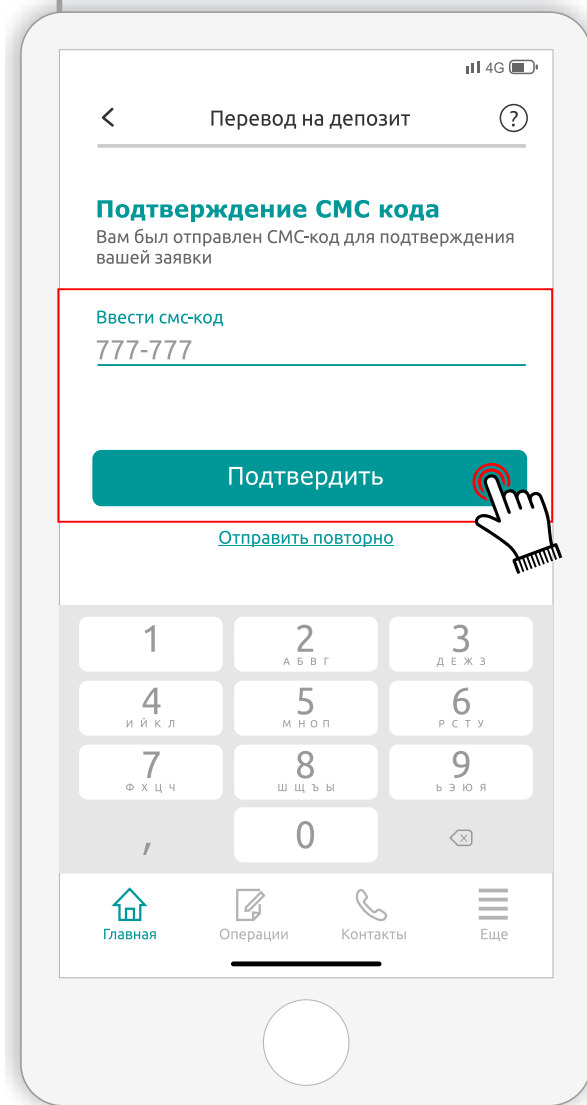 4G
Перевод на депозит
?
Подтверждение СМС кода
Вам был отправлен СМС-код для подтверждения
вашей заявки
Ввести смс-код
777-777
Подтвердить
Отправить повторно
1 2 3
А Б В Г Д Е Ж З
4 5 6
И Й К Л М Н О П Р С Т У
7 8 9
Ф Х Ц Ч Ш Щ Ъ Ы Ь Э Ю Я
, 0
Главная Операции Контакты Еще